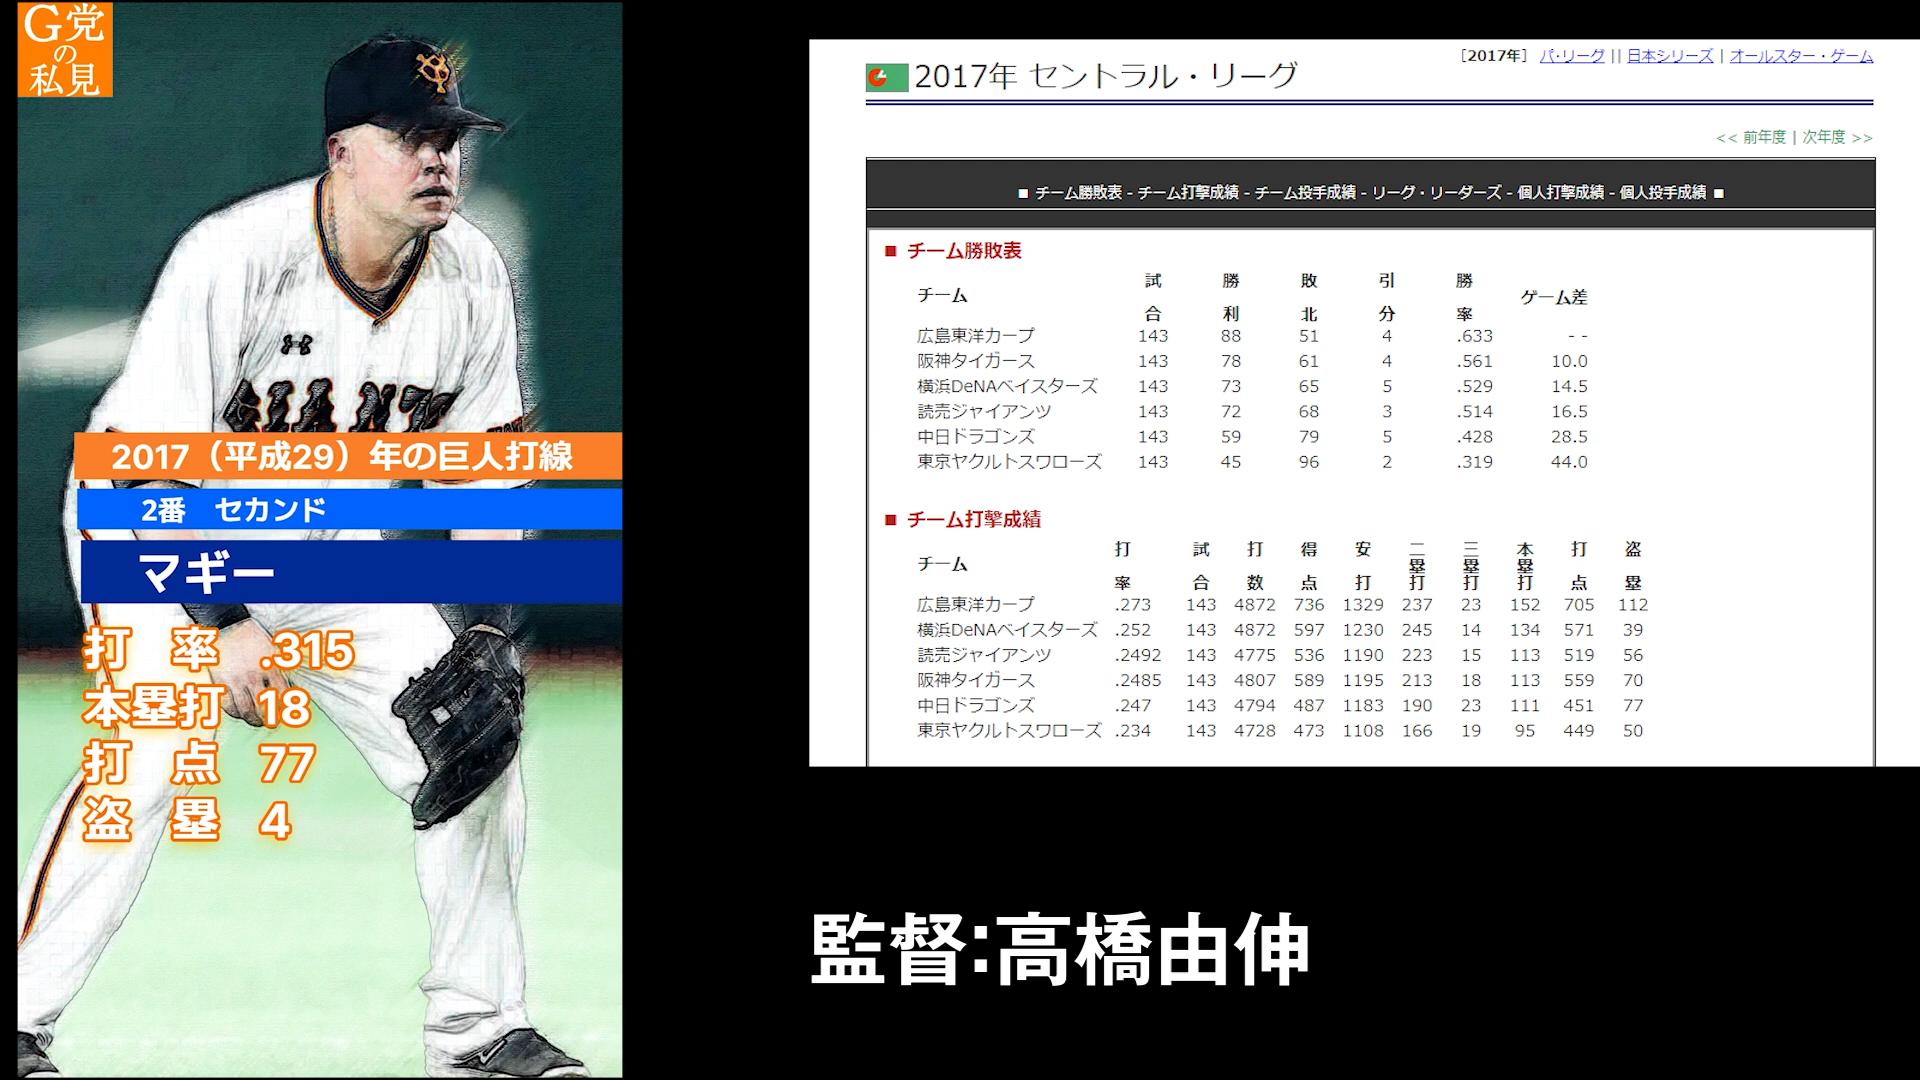 G党
の
私見
GIANTS
2017（平成29）年の巨人打線
2番 セカンド
マギー
打 率 .315
本塁打 18
打 点 77
盗 塁 4
［2017年］ パ・リーグ || 日本シリーズ | オールスター・ゲーム
2017年 セントラル・リーグ
<< 前年度 | 次年度 >>
■ チーム勝敗表 - チーム打撃成績 - チーム投手成績 - リーグ・リーダーズ - 個人打撃成績 - 個人投手成績 ■
■ チーム勝敗表
チーム 試合 勝利 敗北 引分 勝率 ゲーム差
広島東洋カープ 143 88 51 4 .633 - -
阪神タイガース 143 78 61 4 .561 10.0
横浜DeNAベイスターズ 143 73 65 5 .529 14.5
読売ジャイアンツ 143 72 68 3 .514 16.5
中日ドラゴンズ 143 59 79 5 .428 28.5
東京ヤクルトスワローズ 143 45 96 2 .319 44.0
■ チーム打撃成績
チーム 打率 試合 打数 得点 安打 二塁打 三塁打 本塁打 打点 盗塁
広島東洋カープ .273 143 4872 736 1329 237 23 152 705 112
横浜DeNAベイスターズ .252 143 4872 597 1230 245 14 134 571 39
読売ジャイアンツ .2492 143 4775 536 1190 223 15 113 519 56
阪神タイガース .2485 143 4807 589 1195 213 18 113 559 70
中日ドラゴンズ .247 143 4794 487 1183 190 23 111 451 77
東京ヤクルトスワローズ .234 143 4728 473 1108 166 19 95 449 50
監督:高橋由伸